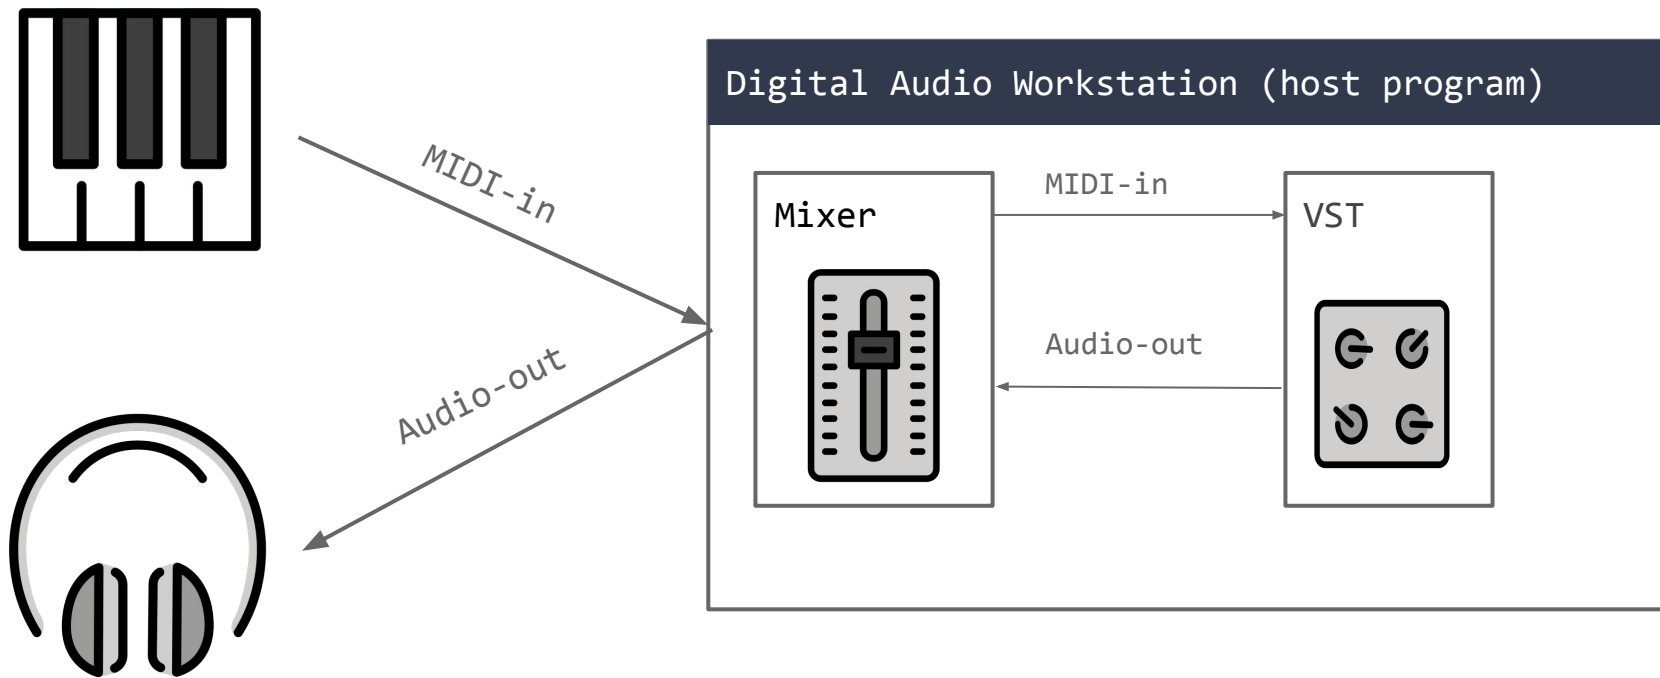 Digital Audio Workstation (host program)
MIDI-in
MIDI-in
Mixer
VST
Audio-out
Audio-out